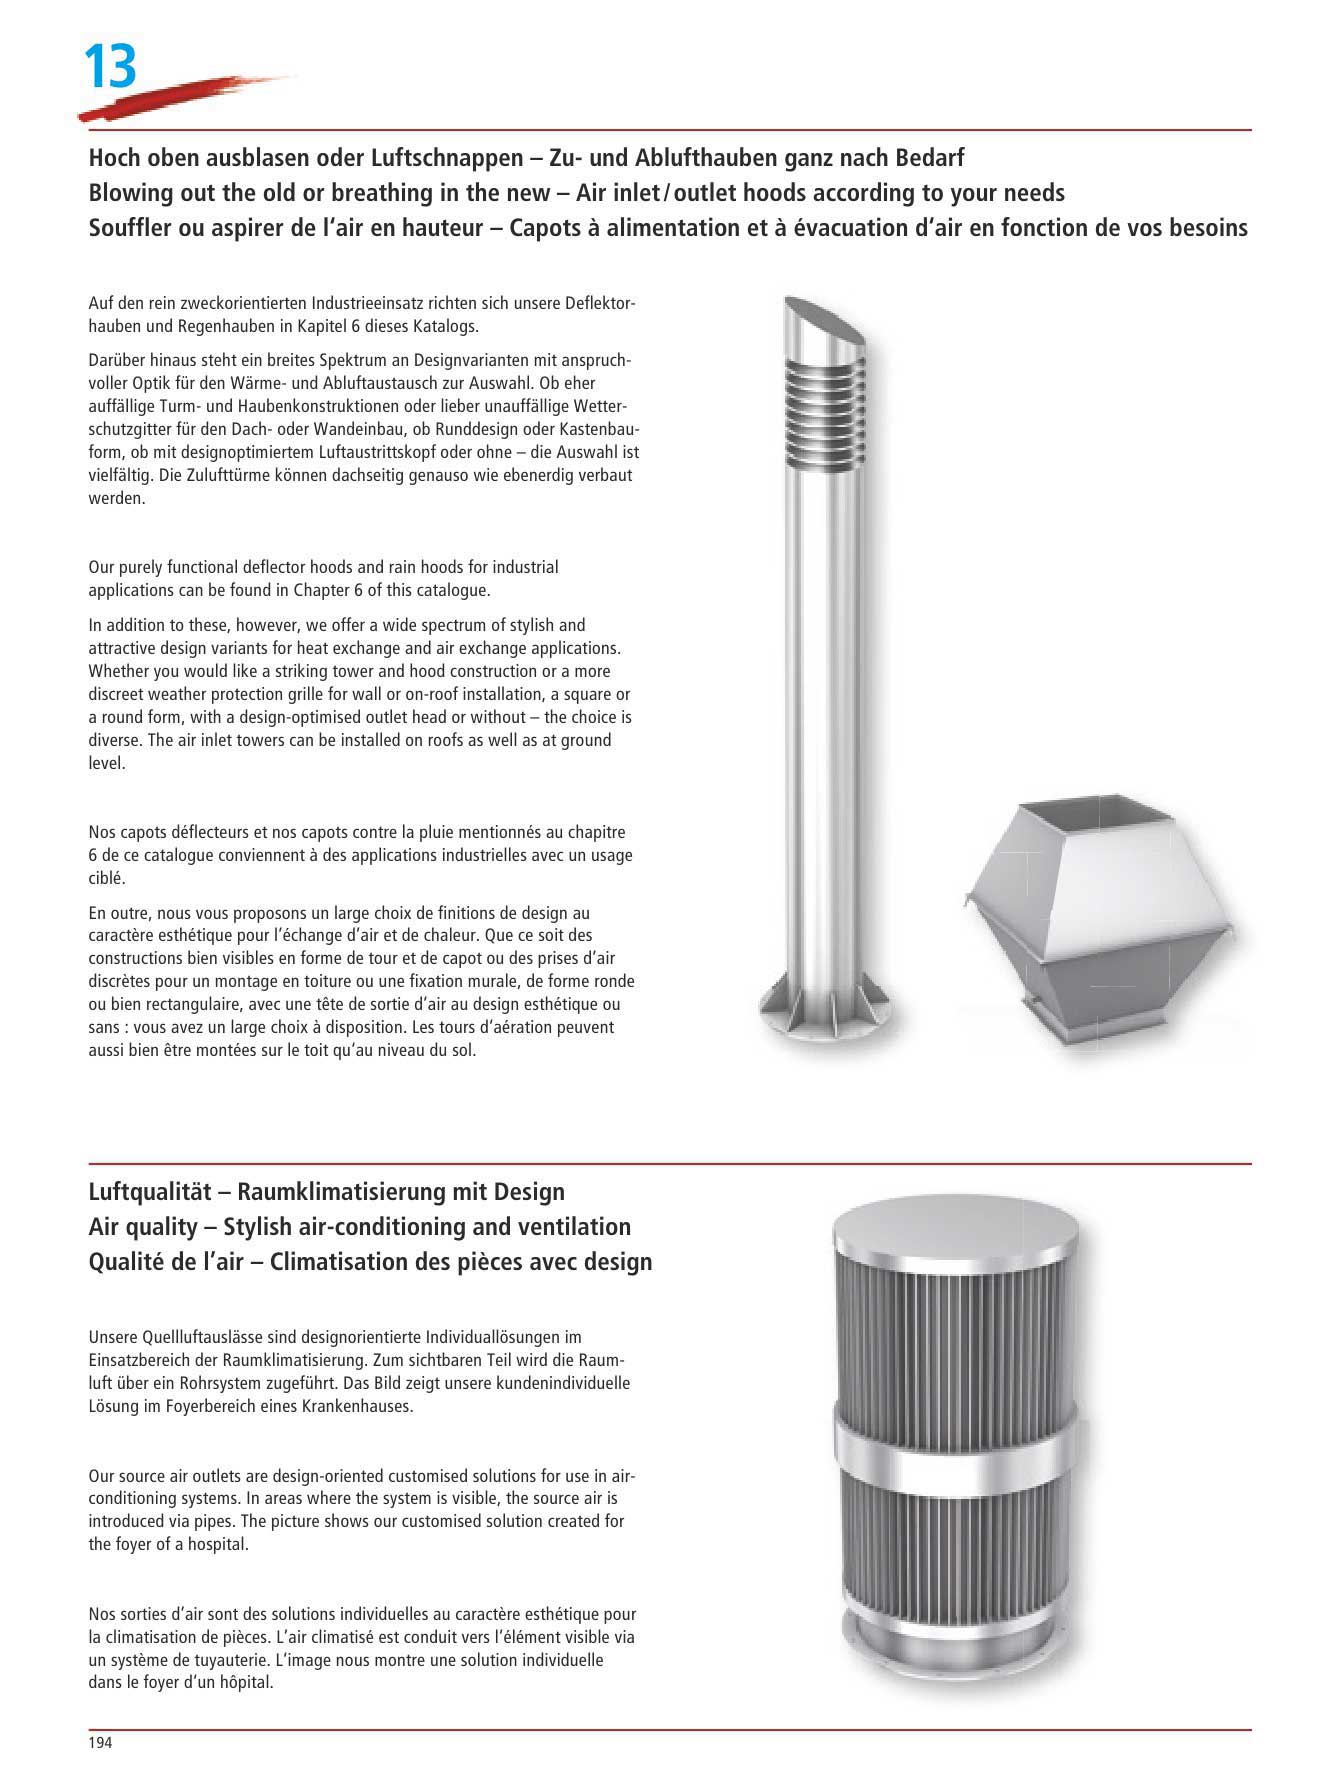 13
Hoch oben ausblasen oder Luftschnappen – Zu- und Ablufthauben ganz nach Bedarf
Blowing out the old or breathing in the new – Air inlet / outlet hoods according to your needs
Souffler ou aspirer de l‘air en hauteur – Capots à alimentation et à évacuation d‘air en fonction de vos besoins
Auf den rein zweckorientierten Industrieeinsatz richten sich unsere Deflektor-
hauben und Regenhauben in Kapitel 6 dieses Katalogs.
Darüber hinaus steht ein breites Spektrum an Designvarianten mit anspruch-
voller Optik für den Wärme- und Abluftaustausch zur Auswahl. Ob eher
auffällige Turm- und Haubenkonstruktionen oder lieber unauffällige Wetter-
schutzgitter für den Dach- oder Wandeinbau, ob Runddesign oder Kastenbau-
form, ob mit designoptimiertem Luftaustrittskopf oder ohne – die Auswahl ist
vielfältig. Die Zulufttürme können dachseitig genauso wie ebenerdig verbaut
werden.
Our purely functional deflector hoods and rain hoods for industrial
applications can be found in Chapter 6 of this catalogue.
In addition to these, however, we offer a wide spectrum of stylish and
attractive design variants for heat exchange and air exchange applications.
Whether you would like a striking tower and hood construction or a more
discreet weather protection grille for wall or on-roof installation, a square or
a round form, with a design-optimised outlet head or without – the choice is
diverse. The air inlet towers can be installed on roofs as well as at ground
level.
Nos capots déflecteurs et nos capots contre la pluie mentionnés au chapitre
6 de ce catalogue conviennent à des applications industrielles avec un usage
ciblé.
En outre, nous vous proposons un large choix de finitions de design au
caractère esthétique pour l’échange d’air et de chaleur. Que ce soit des
constructions bien visibles en forme de tour et de capot ou des prises d’air
discrètes pour un montage en toiture ou une fixation murale, de forme ronde
ou bien rectangulaire, avec une tête de sortie d’air au design esthétique ou
sans : vous avez un large choix à disposition. Les tours d’aération peuvent
aussi bien être montées sur le toit qu’au niveau du sol.
Luftqualität – Raumklimatisierung mit Design
Air quality – Stylish air-conditioning and ventilation
Qualité de l’air – Climatisation des pièces avec design
Unsere Quellluftauslässe sind designorientierte Individuallösungen im
Einsatzbereich der Raumklimatisierung. Zum sichtbaren Teil wird die Raum-
luft über ein Rohrsystem zugeführt. Das Bild zeigt unsere kundenindividuelle
Lösung im Foyerbereich eines Krankenhauses.
Our source air outlets are design-oriented customised solutions for use in air-
conditioning systems. In areas where the system is visible, the source air is
introduced via pipes. The picture shows our customised solution created for
the foyer of a hospital.
Nos sorties d’air sont des solutions individuelles au caractère esthétique pour
la climatisation de pièces. L’air climatisé est conduit vers l’élément visible via
un système de tuyauterie. L’image nous montre une solution individuelle
dans le foyer d’un hôpital.
194